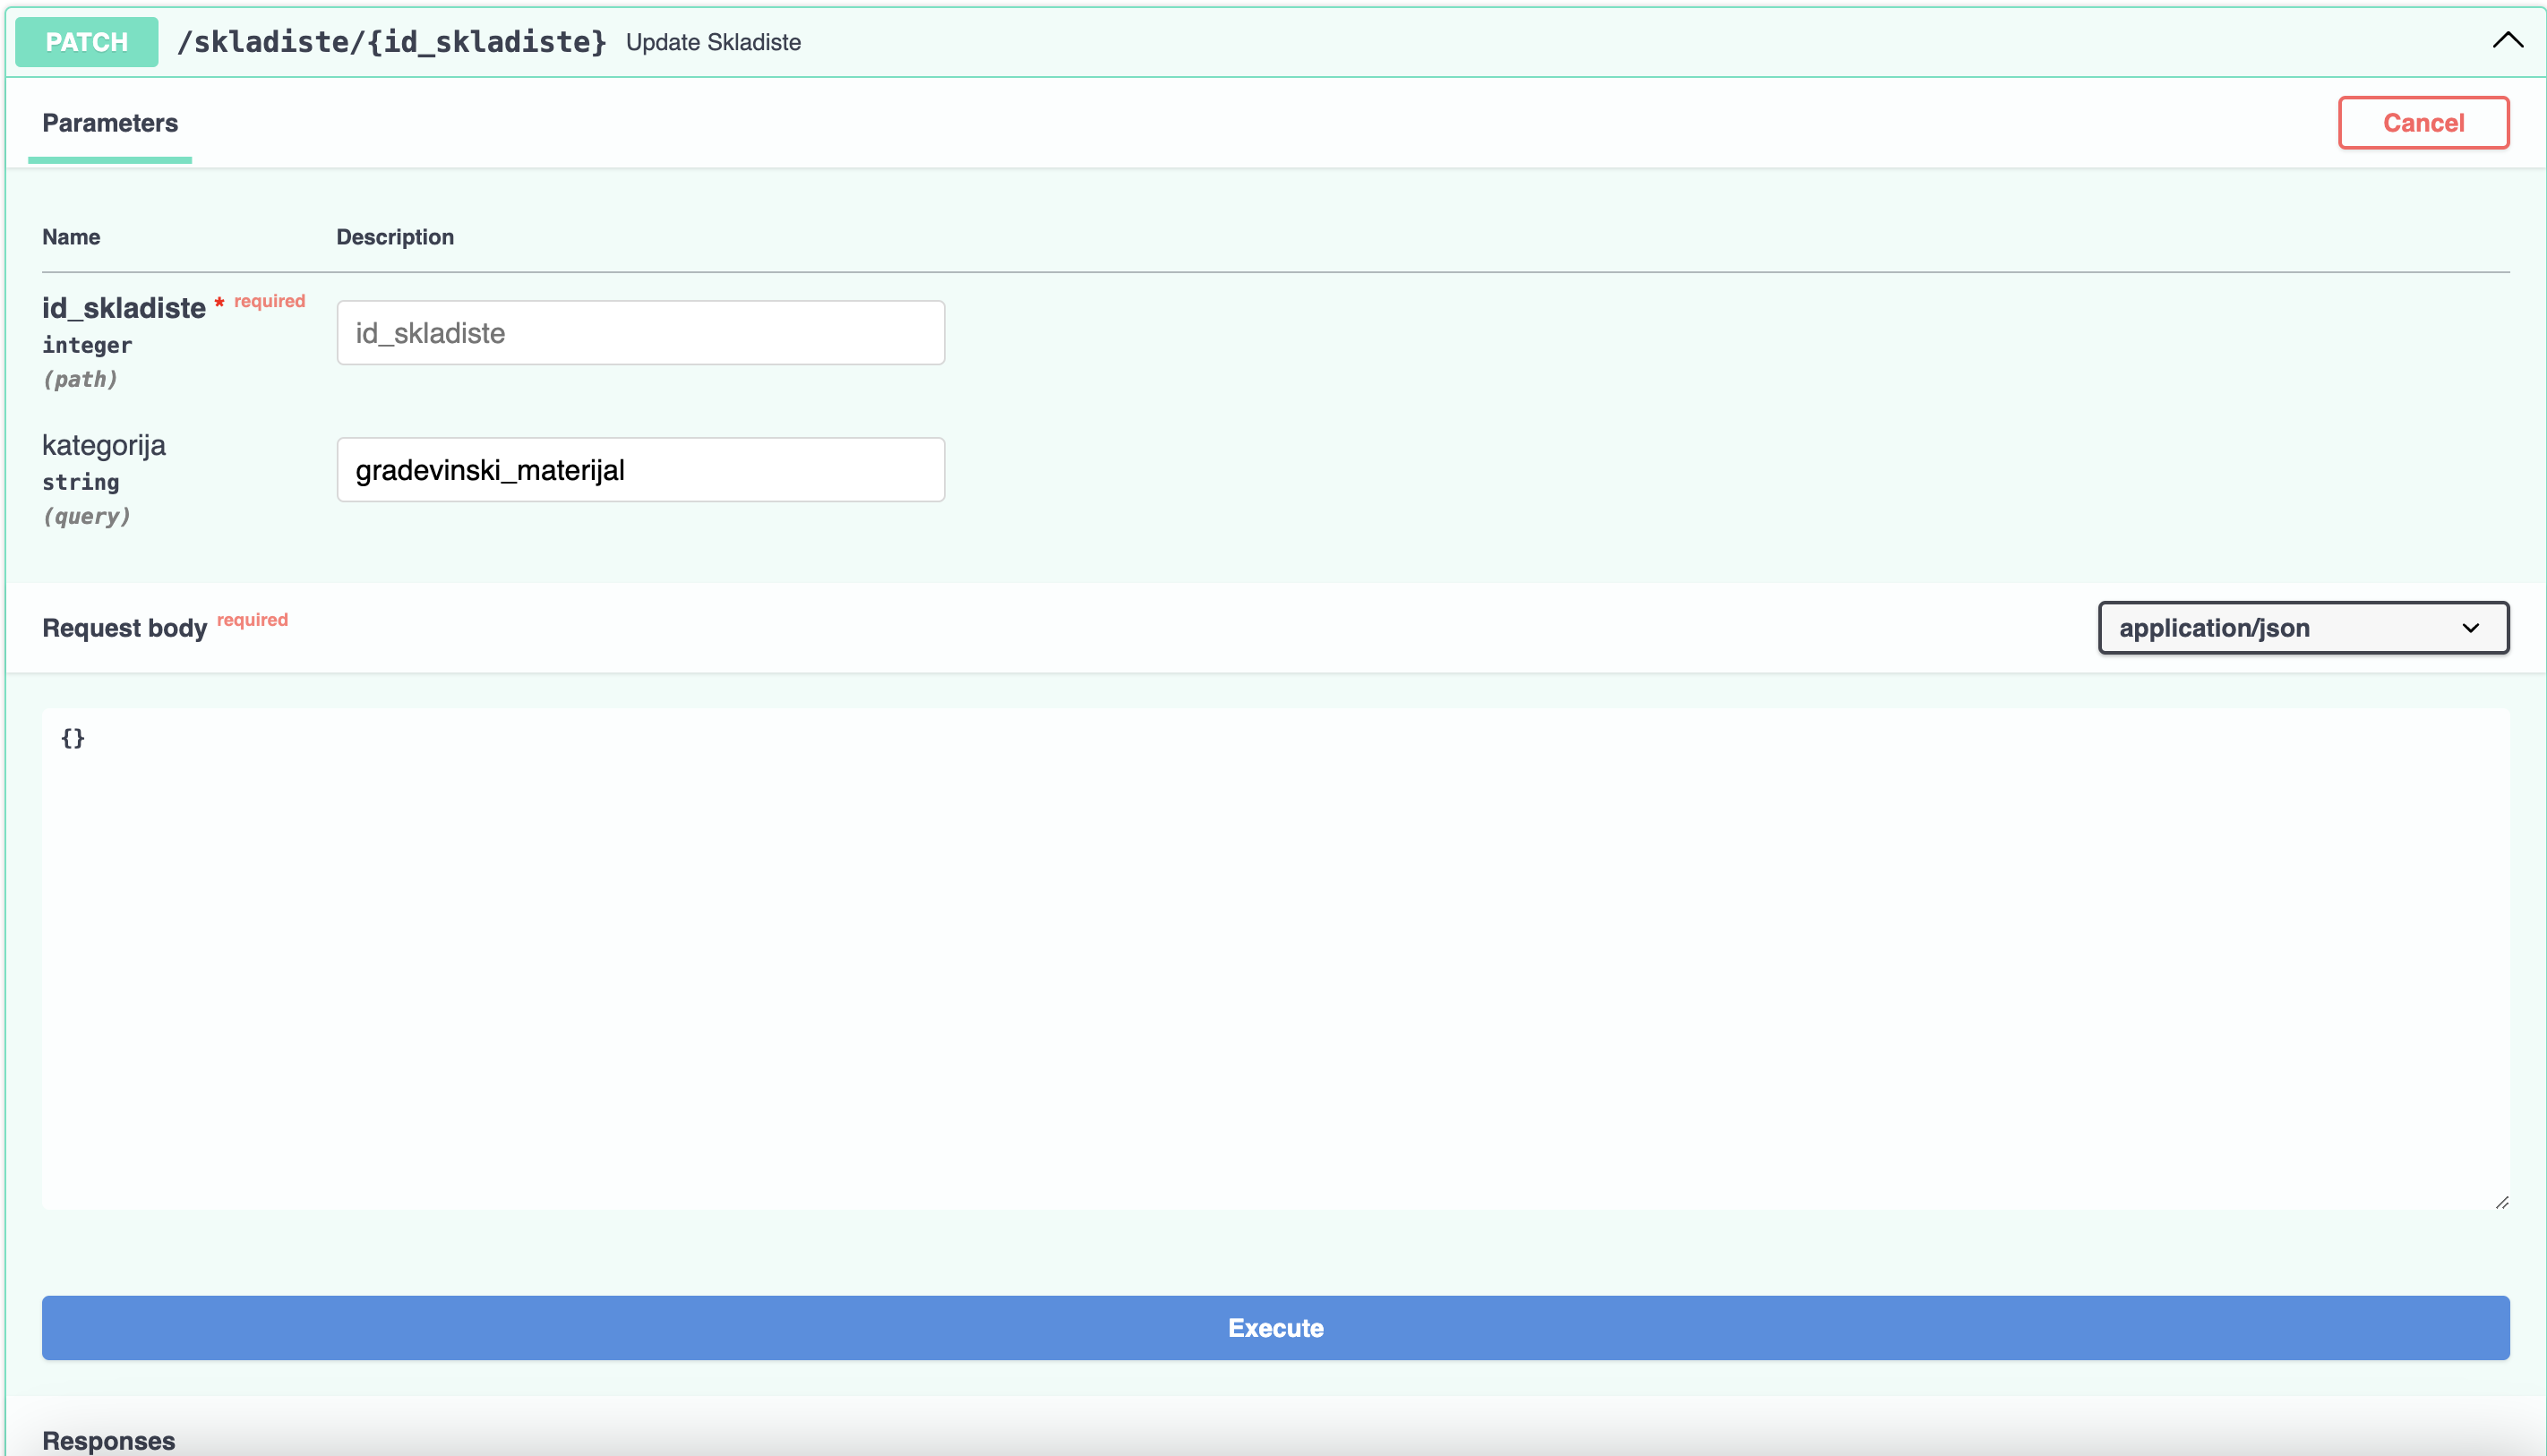 PATCH /skladiste/{id_skladiste} Update Skladiste
Parameters
Cancel
Name Description
id_skladiste * required
integer
(path)
id_skladiste
kategorija
string
(query)
gradevinski_materijal
Request body required
application/json
{}
Execute
Responses